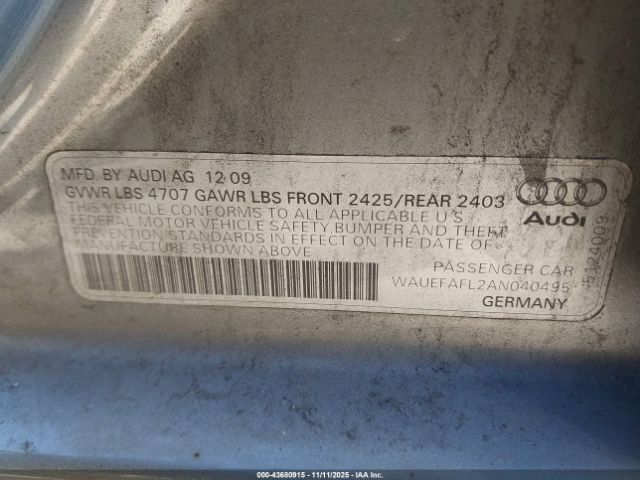 MFD. BY AUDI AG 12 09
GVWR LBS 4707 GAWR LBS FRONT 2425/REAR 2403
THIS VEHICLE CONFORMS TO ALL APPLICABLE U S
FEDERAL MOTOR VEHICLE SAFETY BUMPER AND THEFT
PREVENTION STANDARDS IN EFFECT ON THE DATE OF
MANUFACTURE SHOWN ABOVE
Audi
PASSENGER CAR
WAUEFAFL2AN040495
GERMANY
5124009
000-43680915 - 11/11/2025 - IAA Inc.